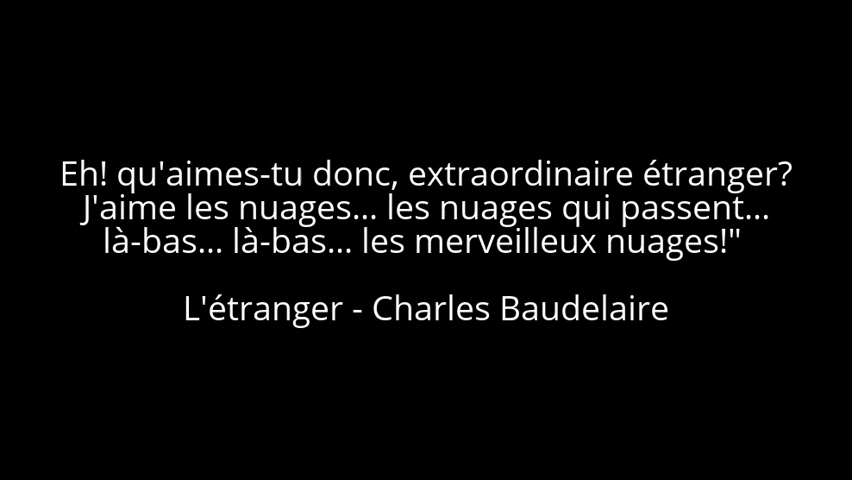 Eh! qu'aimes-tu donc, extraordinaire étranger?
J'aime les nuages... les nuages qui passent...
là-bas... là-bas... les merveilleux nuages!"
L'étranger - Charles Baudelaire